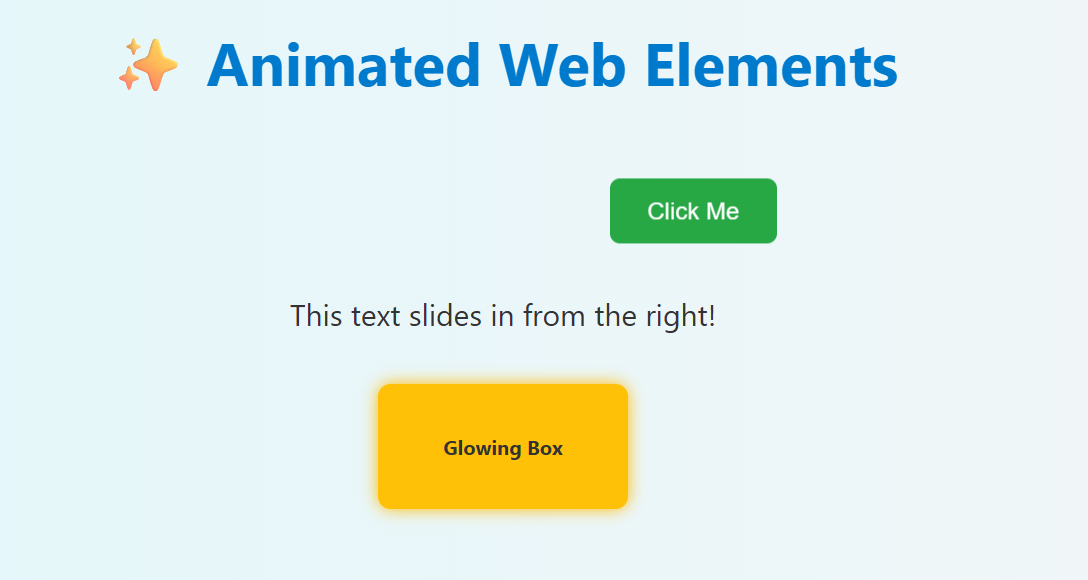 ✨ Animated Web Elements
Click Me
This text slides in from the right!
Glowing Box